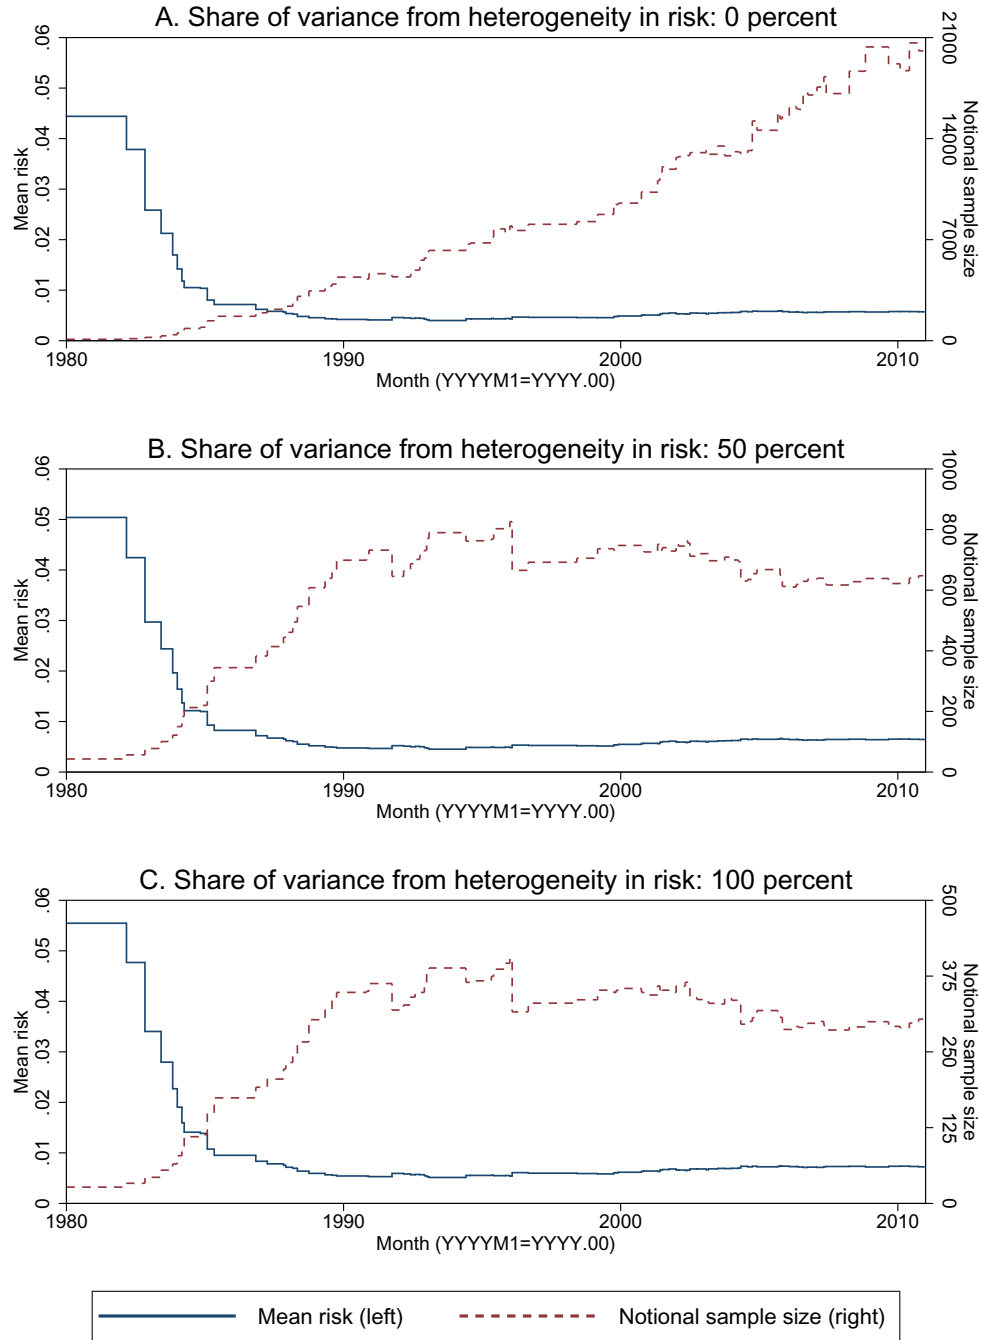 A. Share of variance from heterogeneity in risk: 0 percent
Mean risk
0 .01 .02 .03 .04 .05 .06
0 7000 14000 21000
Notional sample size
1980 1990 2000 2010
Month (YYYYM1=YYYY.00)
B. Share of variance from heterogeneity in risk: 50 percent
Mean risk
0 .01 .02 .03 .04 .05 .06
0 200 400 600 800 1000
Notional sample size
1980 1990 2000 2010
Month (YYYYM1=YYYY.00)
C. Share of variance from heterogeneity in risk: 100 percent
Mean risk
0 .01 .02 .03 .04 .05 .06
0 125 250 375 500
Notional sample size
1980 1990 2000 2010
Month (YYYYM1=YYYY.00)
Mean risk (left) Notional sample size (right)